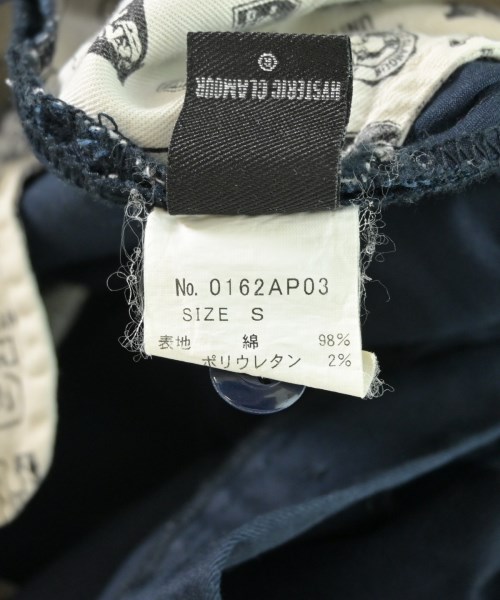 HYSTERIC GLAMOUR
®
No. 0162AP03
SIZE S
表地 綿 98%
ポリウレタン 2%